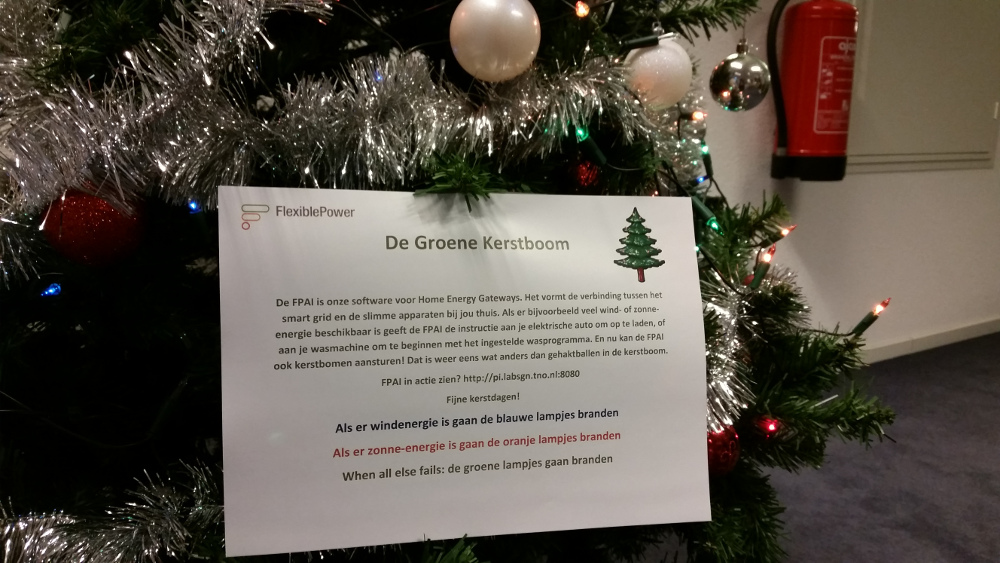 FlexiblePower
De Groene Kerstboom
De FPAI is onze software voor Home Energy Gateways. Het vormt de verbinding tussen het
smart grid en de slimme apparaten bij jou thuis. Als er bijvoorbeeld veel wind- of zonne-
energie beschikbaar is geeft de FPAI de instructie aan je elektrische auto om op te laden, of
aan je wasmachine om te beginnen met het ingestelde wasprogramma. En nu kan de FPAI
ook kerstbomen aansturen! Dat is weer eens wat anders dan gehaktballen in de kerstboom.
FPAI in actie zien? http://pi.labsgn.tno.nl:8080
Fijne kerstdagen!
Als er windenergie is gaan de blauwe lampjes branden
Als er zonne-energie is gaan de oranje lampjes branden
When all else fails: de groene lampjes gaan branden